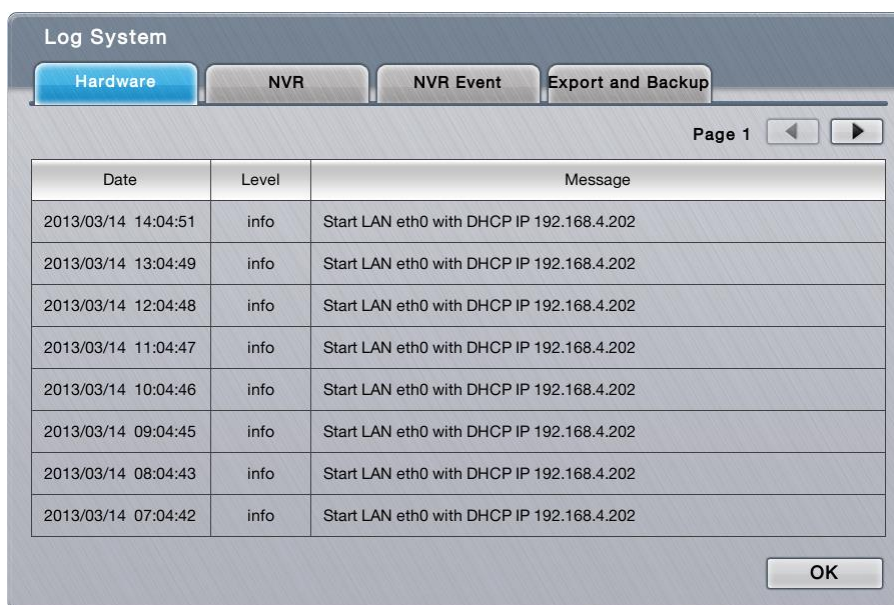 Log System
Hardware NVR NVR Event Export and Backup
Page 1
Date Level Message
2013/03/14 14:04:51 info Start LAN eth0 with DHCP IP 192.168.4.202
2013/03/14 13:04:49 info Start LAN eth0 with DHCP IP 192.168.4.202
2013/03/14 12:04:48 info Start LAN eth0 with DHCP IP 192.168.4.202
2013/03/14 11:04:47 info Start LAN eth0 with DHCP IP 192.168.4.202
2013/03/14 10:04:46 info Start LAN eth0 with DHCP IP 192.168.4.202
2013/03/14 09:04:45 info Start LAN eth0 with DHCP IP 192.168.4.202
2013/03/14 08:04:43 info Start LAN eth0 with DHCP IP 192.168.4.202
2013/03/14 07:04:42 info Start LAN eth0 with DHCP IP 192.168.4.202
OK